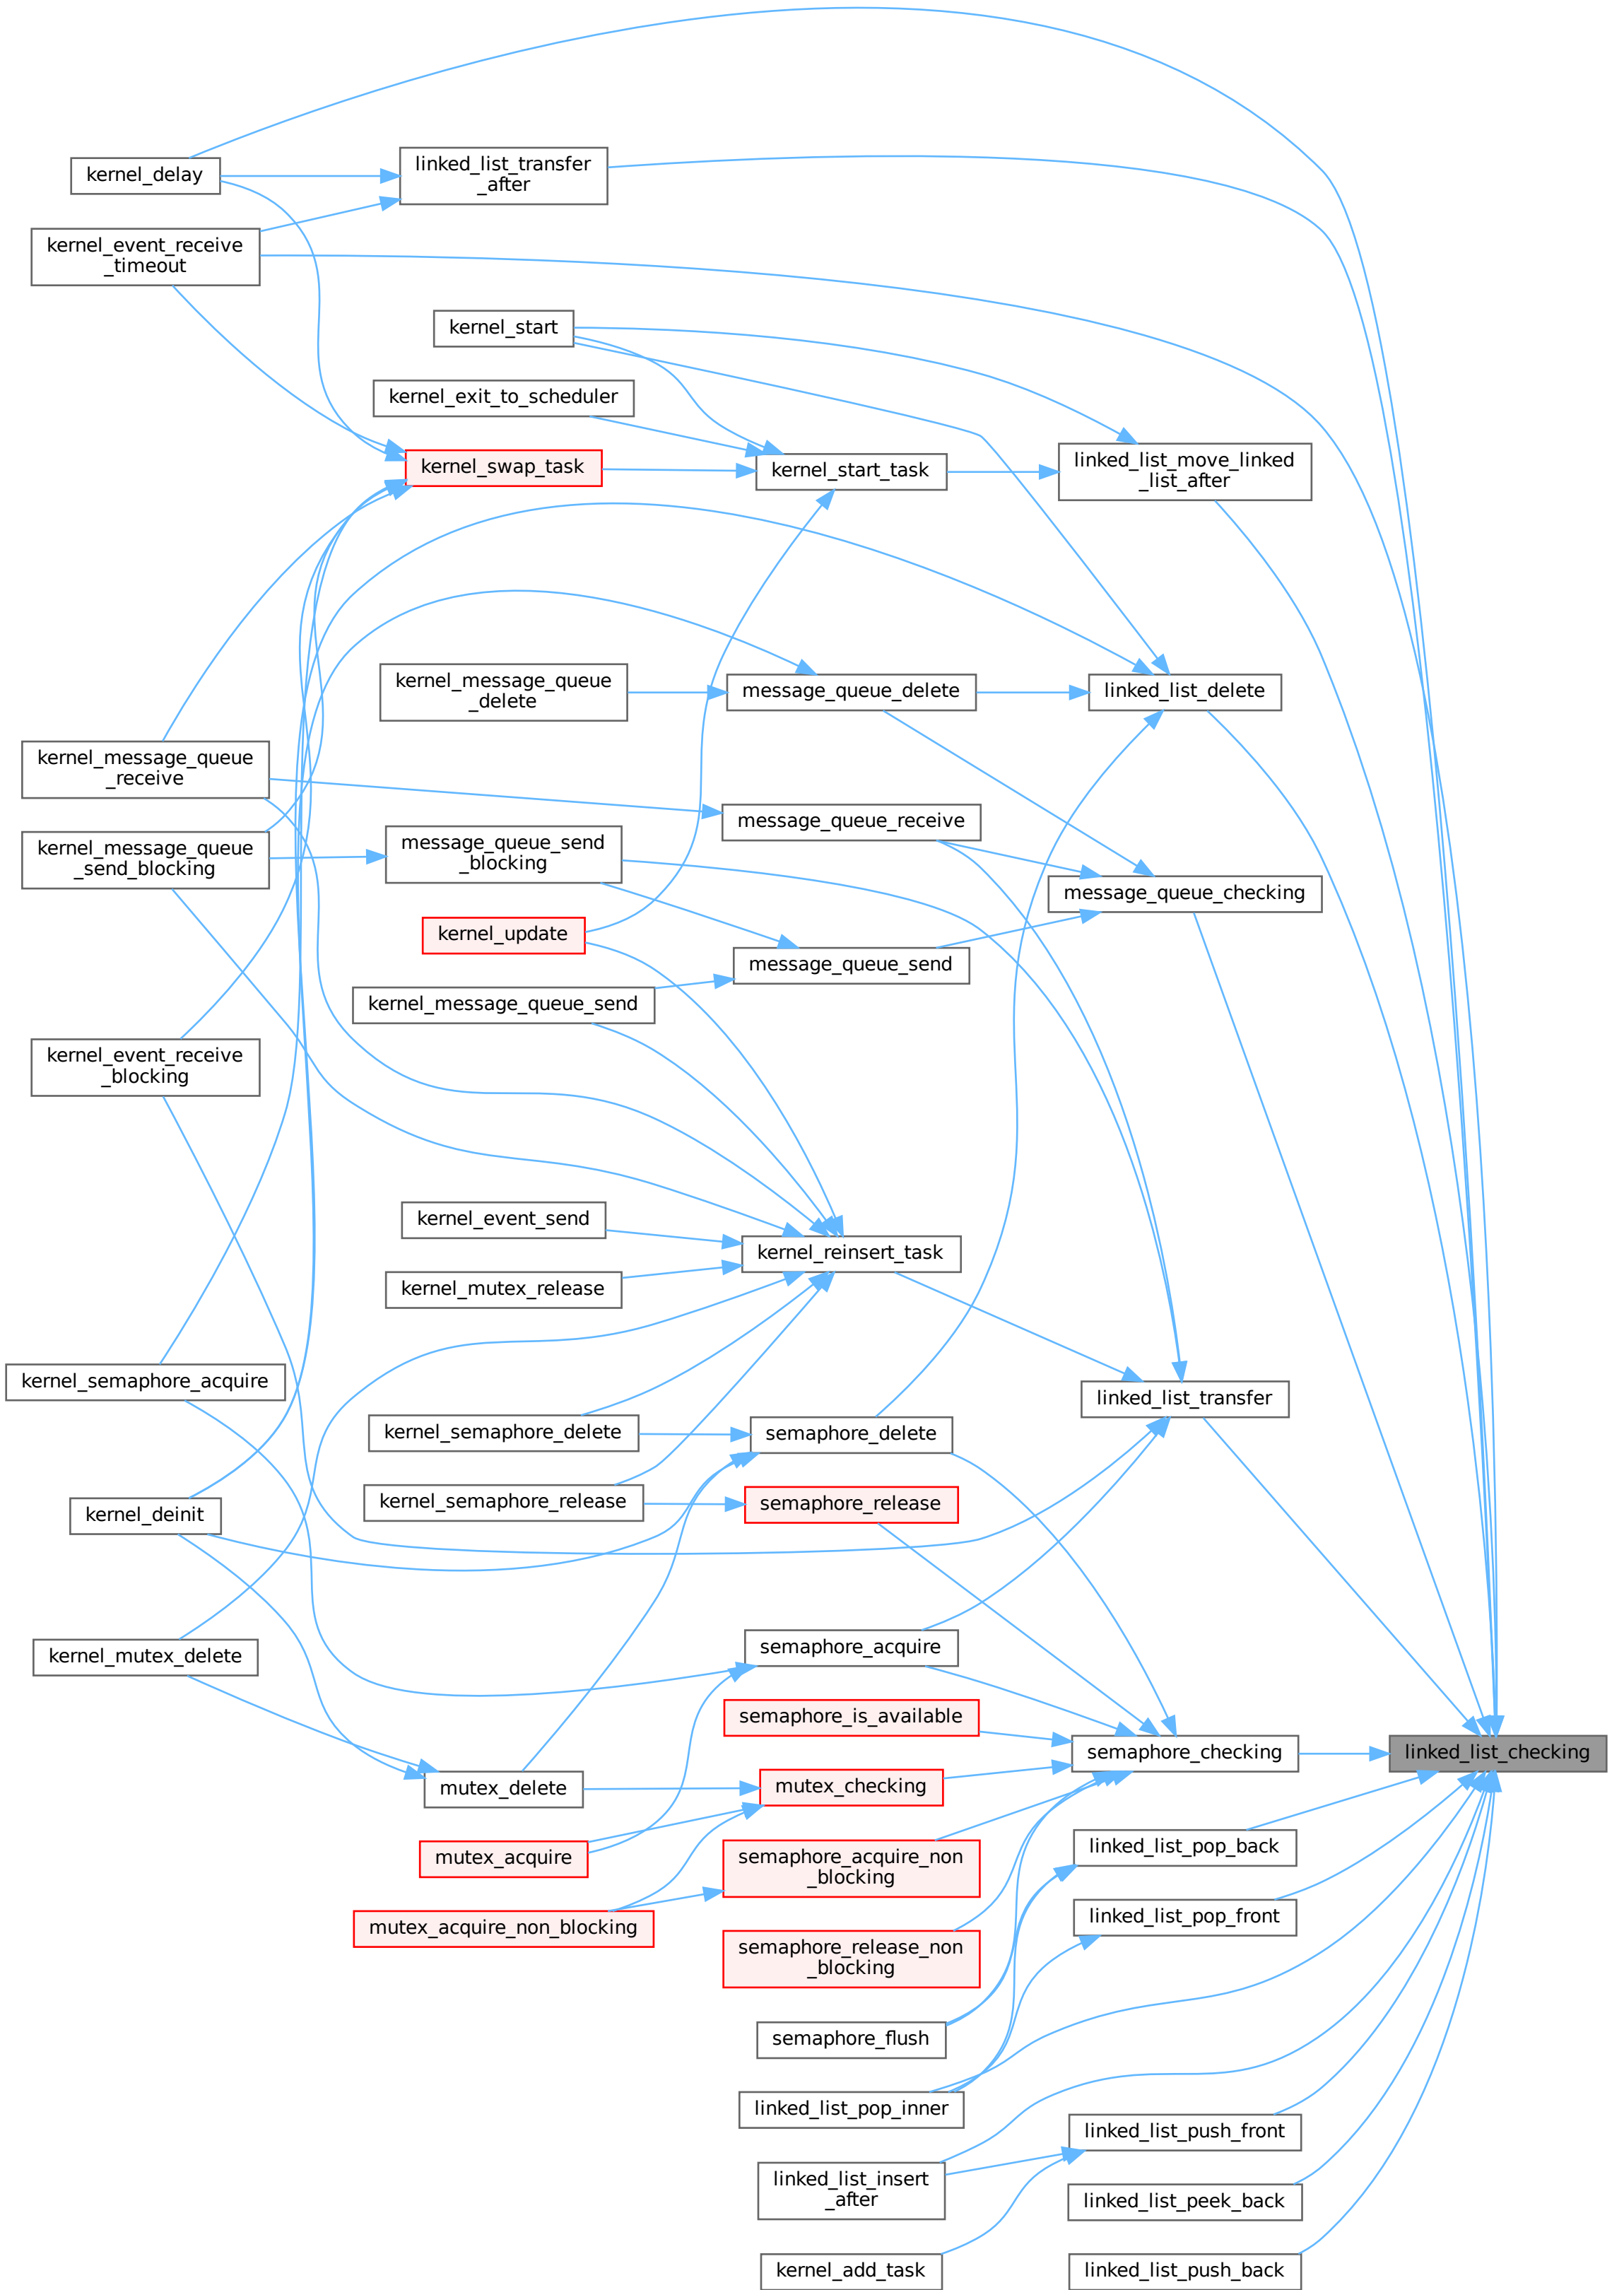 kernel_delay
linked_list_transfer
_after
kernel_event_receive
_timeout
kernel_start
kernel_exit_to_scheduler
kernel_swap_task
kernel_start_task
linked_list_move_linked
_list_after
kernel_message_queue
_delete
message_queue_delete
linked_list_delete
kernel_message_queue
_receive
message_queue_receive
kernel_message_queue
_send_blocking
message_queue_send
_blocking
message_queue_checking
kernel_update
message_queue_send
kernel_message_queue_send
kernel_event_receive
_blocking
kernel_event_send
kernel_reinsert_task
kernel_mutex_release
kernel_semaphore_acquire
linked_list_transfer
kernel_semaphore_delete
semaphore_delete
kernel_deinit
kernel_semaphore_release
semaphore_release
kernel_mutex_delete
semaphore_acquire
semaphore_is_available
semaphore_checking
linked_list_checking
mutex_delete
mutex_checking
mutex_acquire
semaphore_acquire_non
_blocking
linked_list_pop_back
mutex_acquire_non_blocking
linked_list_pop_front
semaphore_release_non
_blocking
semaphore_flush
linked_list_pop_inner
linked_list_push_front
linked_list_insert
_after
linked_list_peek_back
kernel_add_task
linked_list_push_back